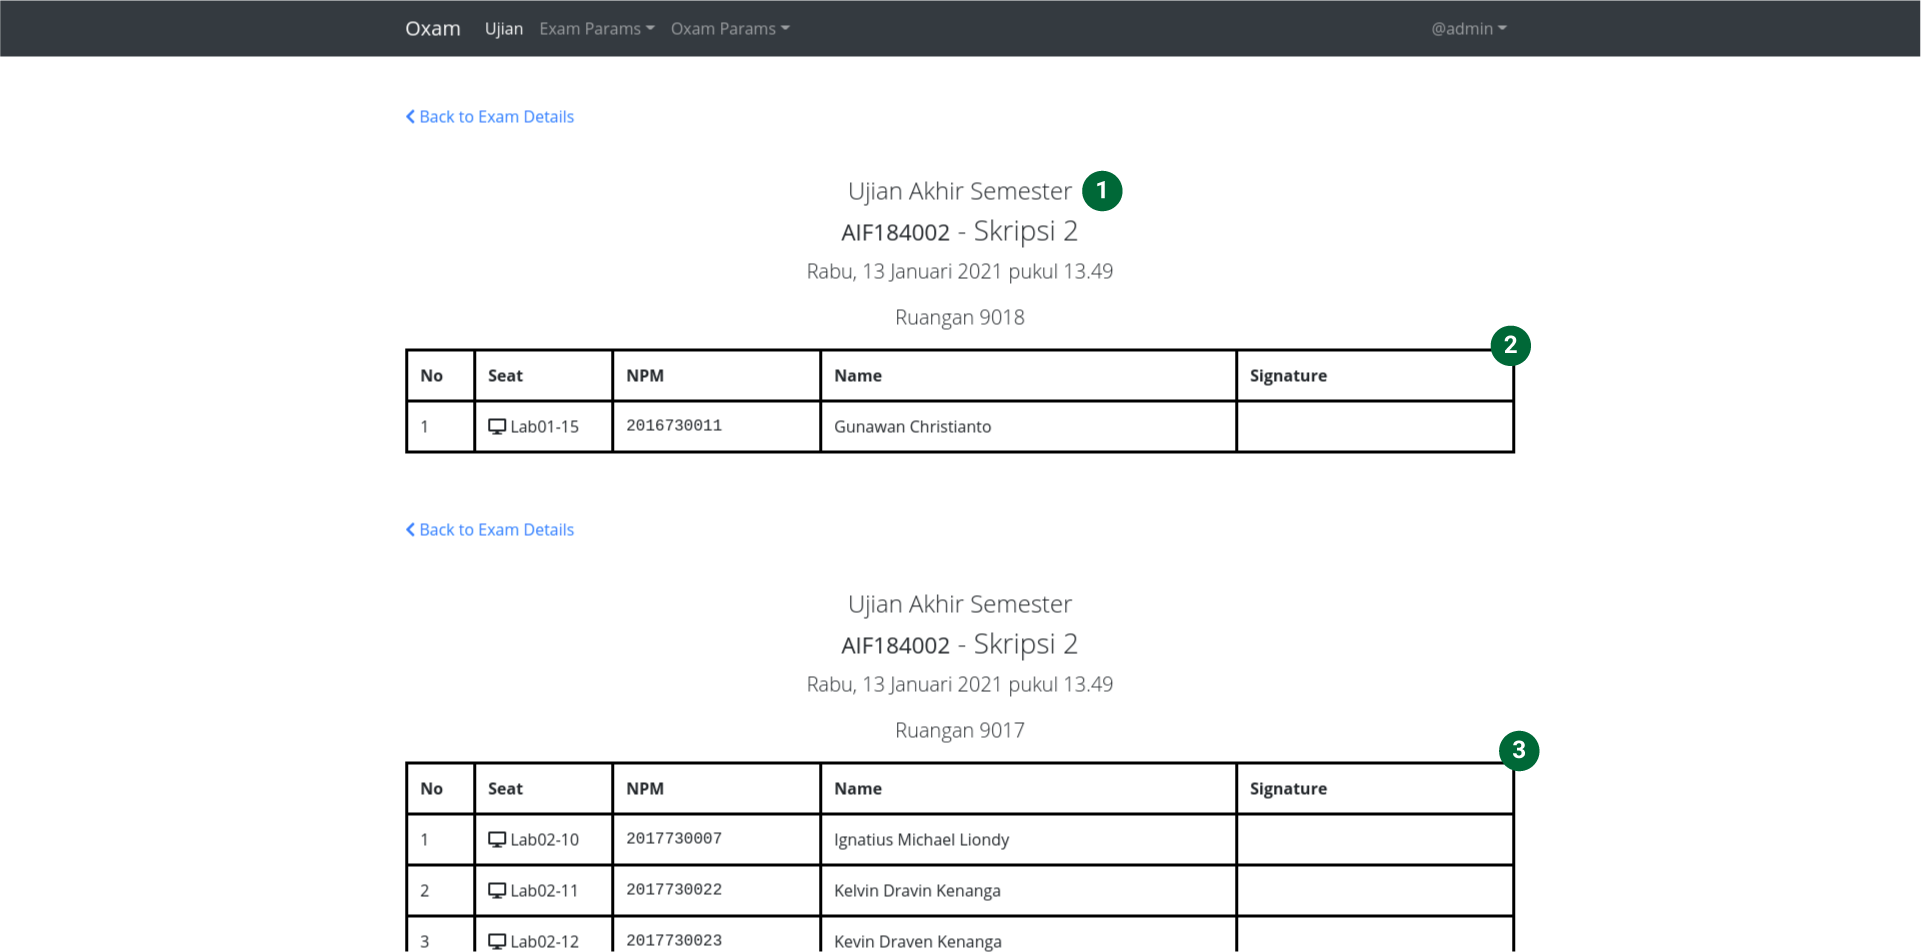 Oxam Ujian Exam Params Oxam Params @admin
Back to Exam Details
Ujian Akhir Semester 1
AIF184002 - Skripsi 2
Rabu, 13 Januari 2021 pukul 13.49
Ruangan 9018
2
No Seat NPM Name Signature
1 Lab01-15 2016730011 Gunawan Christianto
Back to Exam Details
Ujian Akhir Semester
AIF184002 - Skripsi 2
Rabu, 13 Januari 2021 pukul 13.49
Ruangan 9017
3
No Seat NPM Name Signature
1 Lab02-10 2017730007 Ignatius Michael Liondy
2 Lab02-11 2017730022 Kelvin Dravin Kenanga
3 Lab02-12 2017730023 Kevin Draven Kenanga